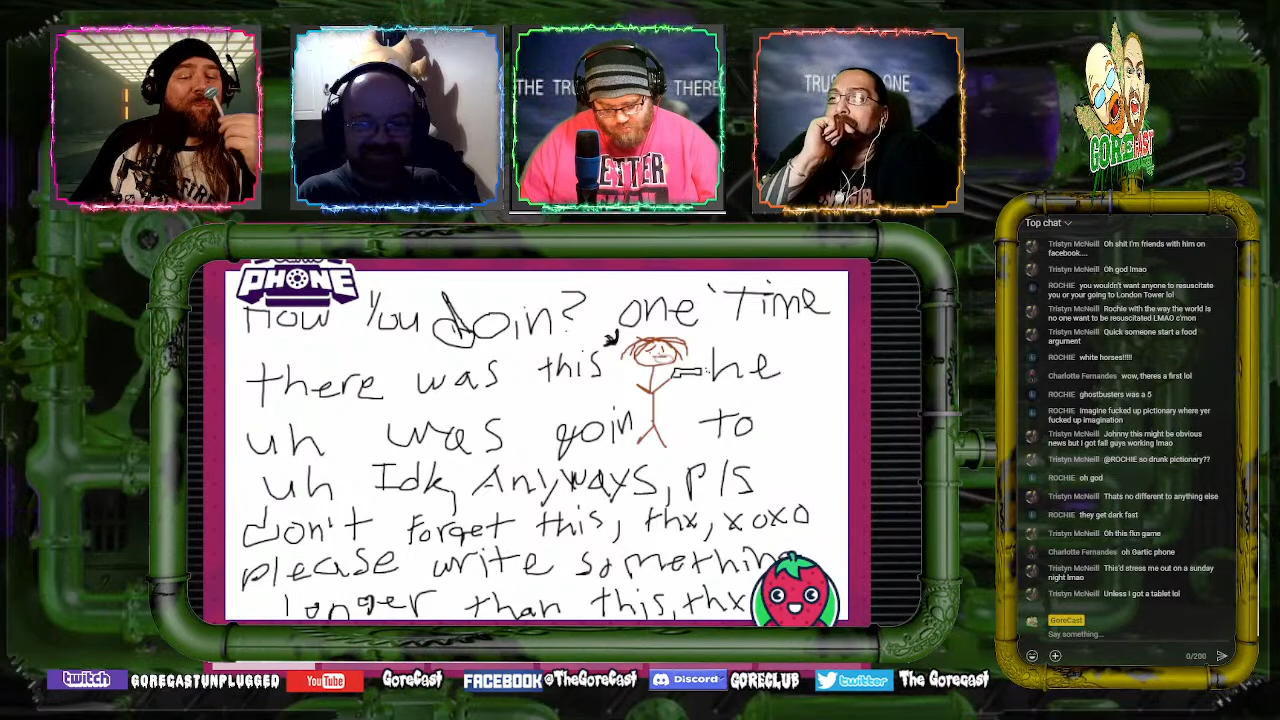 THE TRU THERE
TRUS ONE
ETTER
GORECAST
PHONE
How You doin? one Time
there was this he
uh was goin to
uh Idk, Anyways, pls
don't forget this, thx, xoxo
please write somethin
longer than this, thx
Top chat
Tristyn McNeill Oh shit I'm friends with him on
facebook....
Tristyn McNeill Oh god lmao
ROCHIE you wouldn't want anyone to resuscitate
you or your going to London Tower lol
Tristyn McNeill Rochie with the way the world is
no one want to be resuscitated LMAO c'mon
Tristyn McNeill Quick someone start a food
argument
ROCHIE white horses!!!!!
Charlotte Fernandes wow, theres a first lol
ROCHIE ghostbusters was a 5
ROCHIE imagine fucked up pictionary where yer
fucked up imagination
Tristyn McNeill Johnny this might be obvious
news but I got fall guys working lmao
Tristyn McNeill @ROCHIE so drunk pictionary??
ROCHIE oh god
Tristyn McNeill Thats no different to anything else
ROCHIE they get dark fast
Tristyn McNeill Oh this fkn game
Charlotte Fernandes oh Gartic phone
Tristyn McNeill This'd stress me out on a sunday
night lmao
Tristyn McNeill Unless I got a tablet lol
GoreCast
Say something...
0/200
twitch GORECASTUNPLUGGED YouTube GoreCast FACEBOOK @TheGoreCast Discord GORECLUB twitter The Gorecast